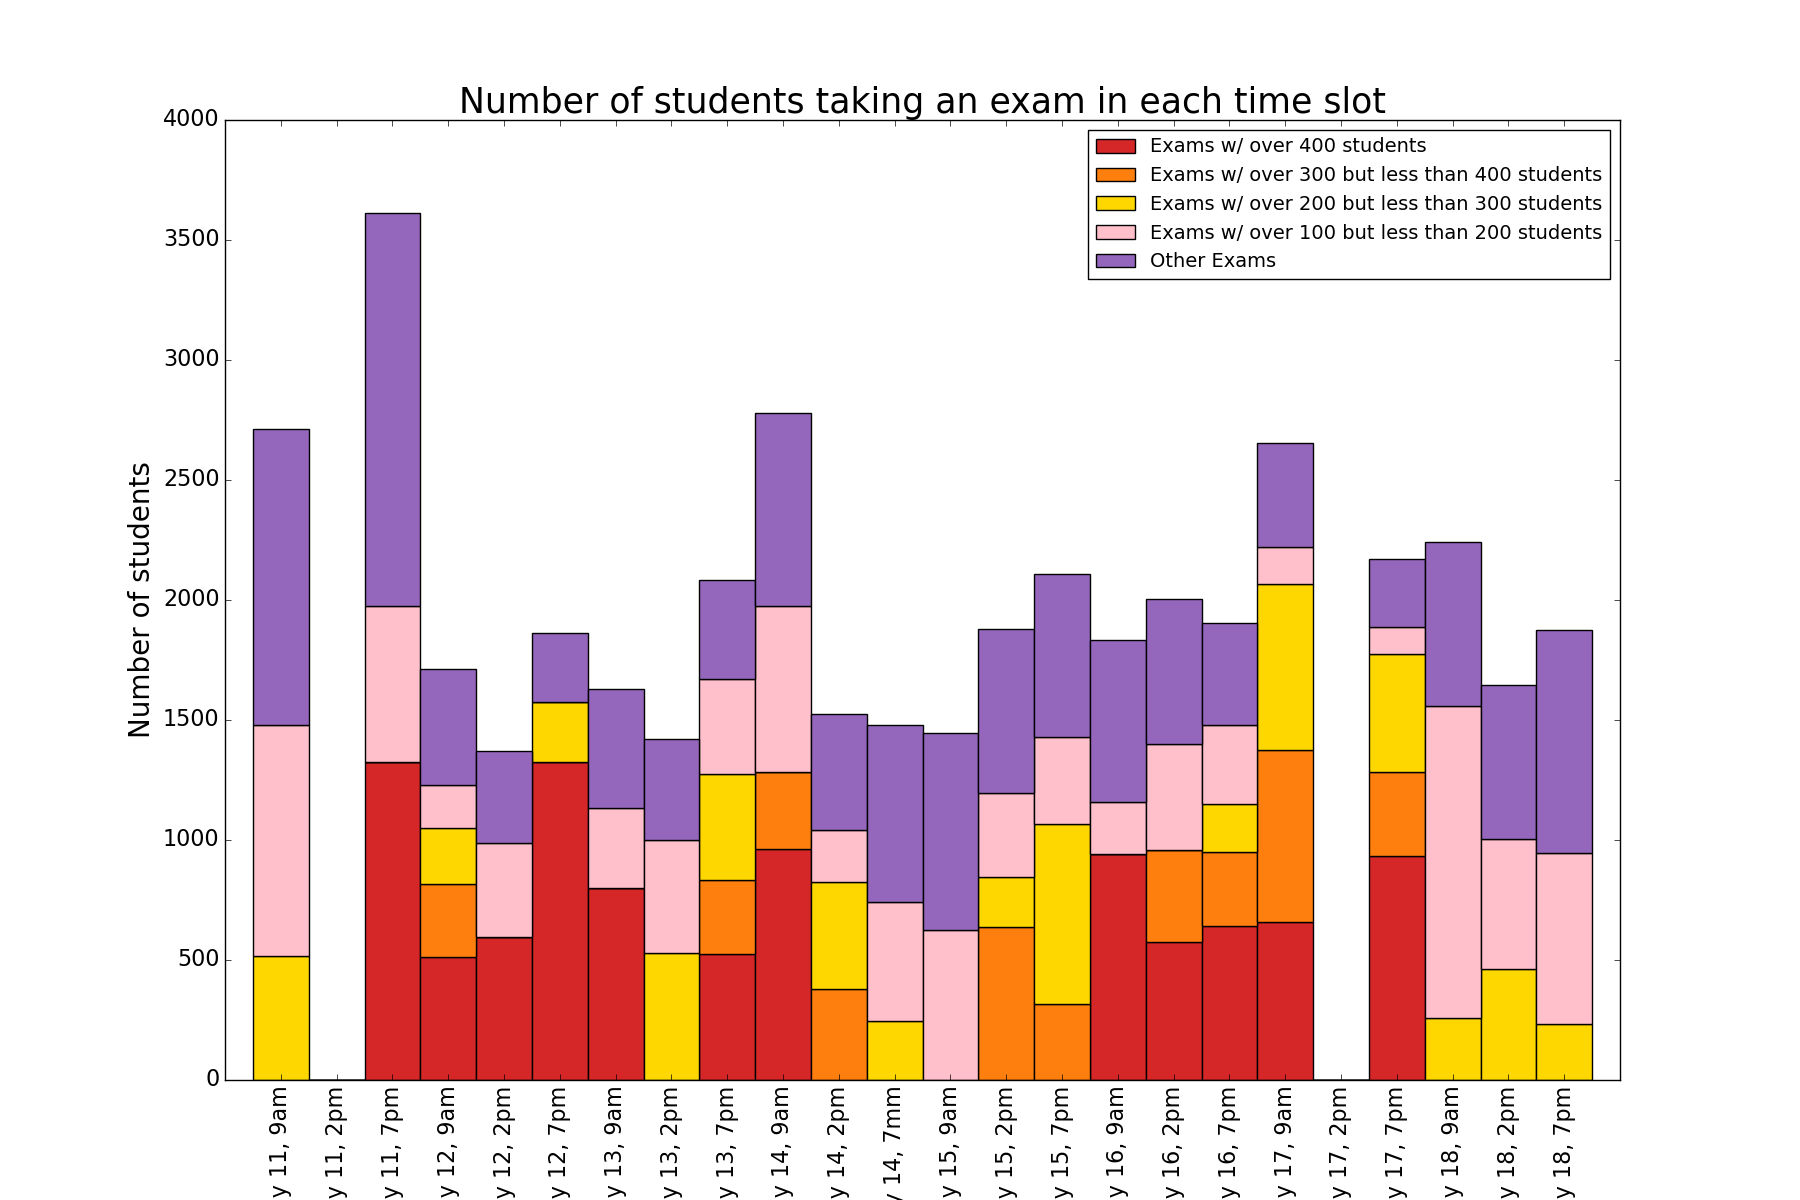 Number of students taking an exam in each time slot
Number of students
4000
3500
3000
2500
2000
1500
1000
500
0
Exams w/ over 400 students
Exams w/ over 300 but less than 400 students
Exams w/ over 200 but less than 300 students
Exams w/ over 100 but less than 200 students
Other Exams
y 11, 9am
y 11, 2pm
y 11, 7pm
y 12, 9am
y 12, 2pm
y 12, 7pm
y 13, 9am
y 13, 2pm
y 13, 7pm
y 14, 9am
y 14, 2pm
y 14, 7mm
y 15, 9am
y 15, 2pm
y 15, 7pm
y 16, 9am
y 16, 2pm
y 16, 7pm
y 17, 9am
y 17, 2pm
y 17, 7pm
y 18, 9am
y 18, 2pm
y 18, 7pm